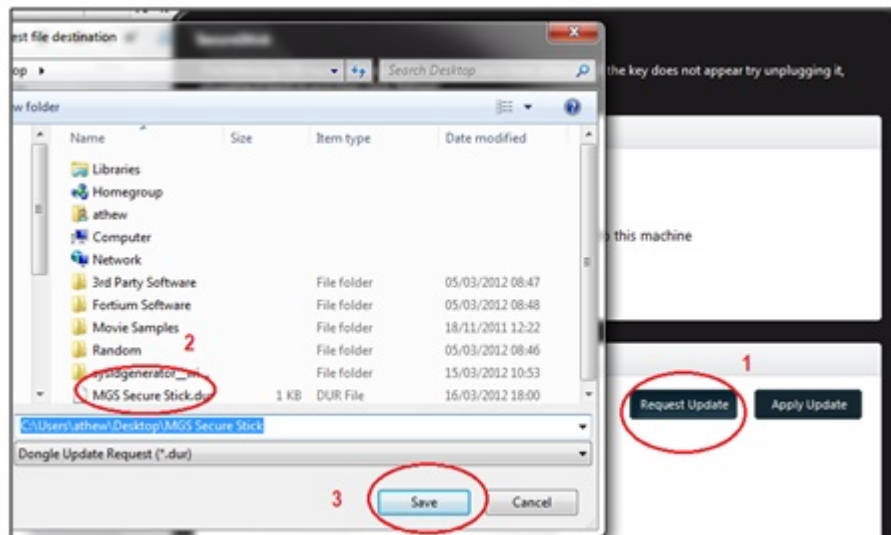 est file destination
op
Search Desktop
the key does not appear try unplugging it,
w folder
Name Size Item type Date modified
Libraries
Homegroup
athew
Computer
this machine
Network
3rd Party Software File folder 05/03/2012 08:47
Fortium Software File folder 05/03/2012 08:48
Movie Samples File folder 18/11/2011 12:22
2
Random File folder 05/03/2012 08:46
1
sysidgenerator_wi File folder 15/03/2012 10:53
MGS Secure Stick.dur 1 KB DUR File 16/03/2012 18:00
Request Update Apply Update
C:\Users\athew\Desktop\MGS Secure Stick
Dongle Update Request (*.dur)
3 Save Cancel